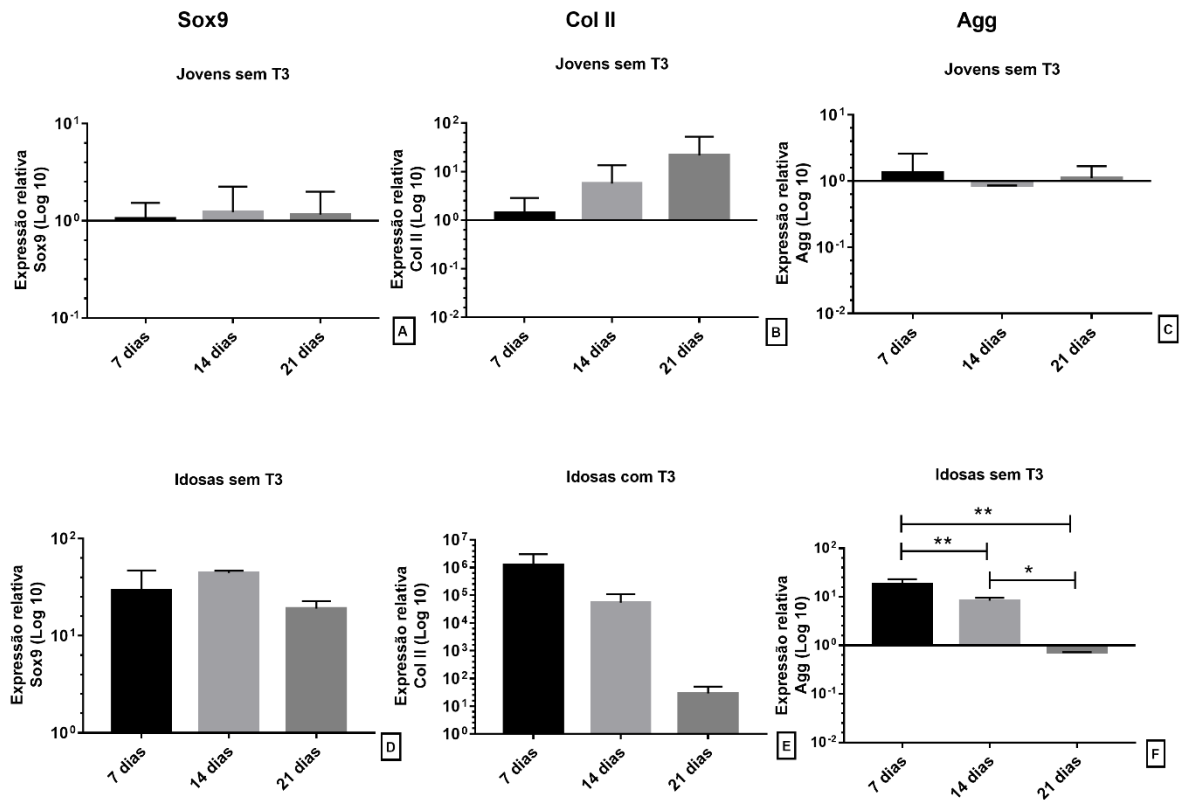 Sox9
Col II
Agg
Jovens sem T3
Expressão relativa
Sox9 (Log 10)
10¹
10⁰
10⁻¹
7 dias
14 dias
21 dias
A
Jovens sem T3
Expressão relativa
Col II (Log 10)
10²
10¹
10⁰
10⁻¹
10⁻²
7 dias
14 dias
21 dias
B
Jovens sem T3
Expressão relativa
Agg (Log 10)
10¹
10⁰
10⁻¹
10⁻²
7 dias
14 dias
21 dias
C
Idosas sem T3
Expressão relativa
Sox9 (Log 10)
10²
10¹
10⁰
7 dias
14 dias
21 dias
D
Idosas com T3
Expressão relativa
Col II (Log 10)
10⁷
10⁶
10⁵
10⁴
10³
10²
10¹
10⁰
7 dias
14 dias
21 dias
E
Idosas sem T3
**
**
*
Expressão relativa
Agg (Log 10)
10²
10¹
10⁰
10⁻¹
10⁻²
7 dias
14 dias
21 dias
F